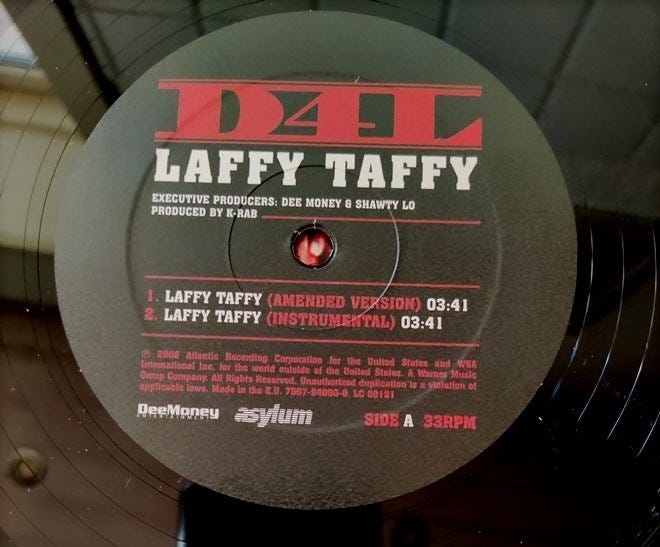 D4L
LAFFY TAFFY
EXECUTIVE PRODUCERS: DEE MONEY & SHAWTY LO
PRODUCED BY K-RAB
1. LAFFY TAFFY (AMENDED VERSION) 03:41
2. LAFFY TAFFY (INSTRUMENTAL) 03:41
℗ 2006 Atlantic Recording Corporation for the United States and WEA
International Inc. for the world outside of the United States. A Warner Music
Group Company. All Rights Reserved. Unauthorized duplication is a violation of
applicable laws. Made in the E.U. 7567-94080-0. LC 00121
DeeMoney asylum SIDE A 33RPM
ENTERTAINMENT